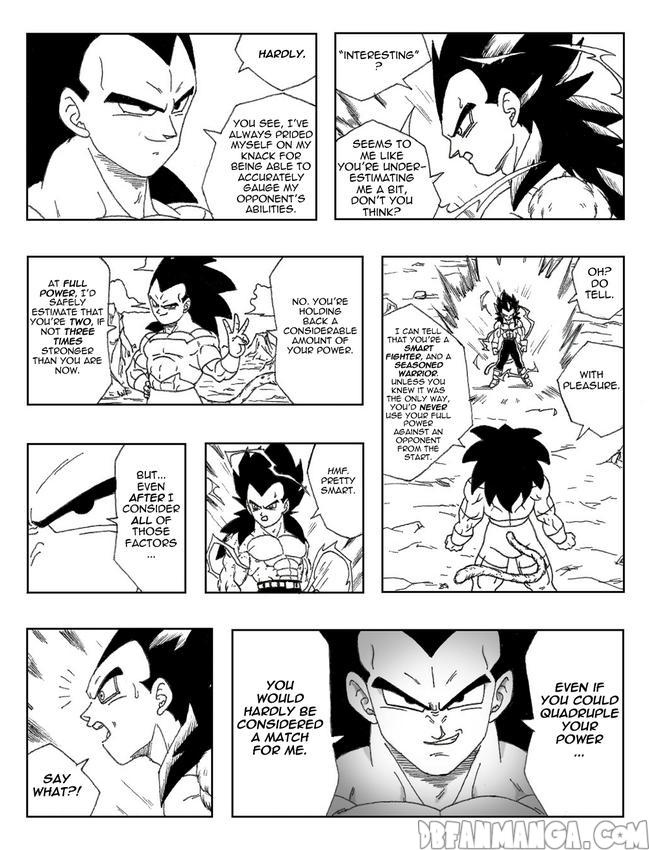 "INTERESTING"
?
SEEMS TO
ME LIKE
YOU'RE UNDER-
ESTIMATING
ME A BIT,
DON'T YOU
THINK?
HARDLY.
YOU SEE, I'VE
ALWAYS PRIDED
MYSELF ON MY
KNACK FOR
BEING ABLE TO
ACCURATELY
GAUGE MY
OPPONENT'S
ABILITIES.
OH?
DO
TELL.
WITH
PLEASURE.
I CAN TELL
THAT YOU'RE A
SMART
FIGHTER, AND A
SEASONED
WARRIOR.
UNLESS YOU
KNEW IT WAS
THE ONLY WAY,
YOU'D NEVER
USE YOUR FULL
POWER
AGAINST AN
OPPONENT
FROM THE
START.
NO. YOU'RE
HOLDING
BACK A
CONSIDERABLE
AMOUNT OF
YOUR POWER.
AT FULL
POWER, I'D
SAFELY
ESTIMATE THAT
YOU'RE TWO, IF
NOT THREE
TIMES
STRONGER
THAN YOU ARE
NOW.
HMF.
PRETTY
SMART.
BUT...
EVEN
AFTER I
CONSIDER
ALL OF
THOSE
FACTORS
...
EVEN IF
YOU COULD
QUADRUPLE
YOUR
POWER
...
YOU
WOULD
HARDLY BE
CONSIDERED
A MATCH
FOR ME.
SAY
WHAT?!
DBFANMANGA.COM